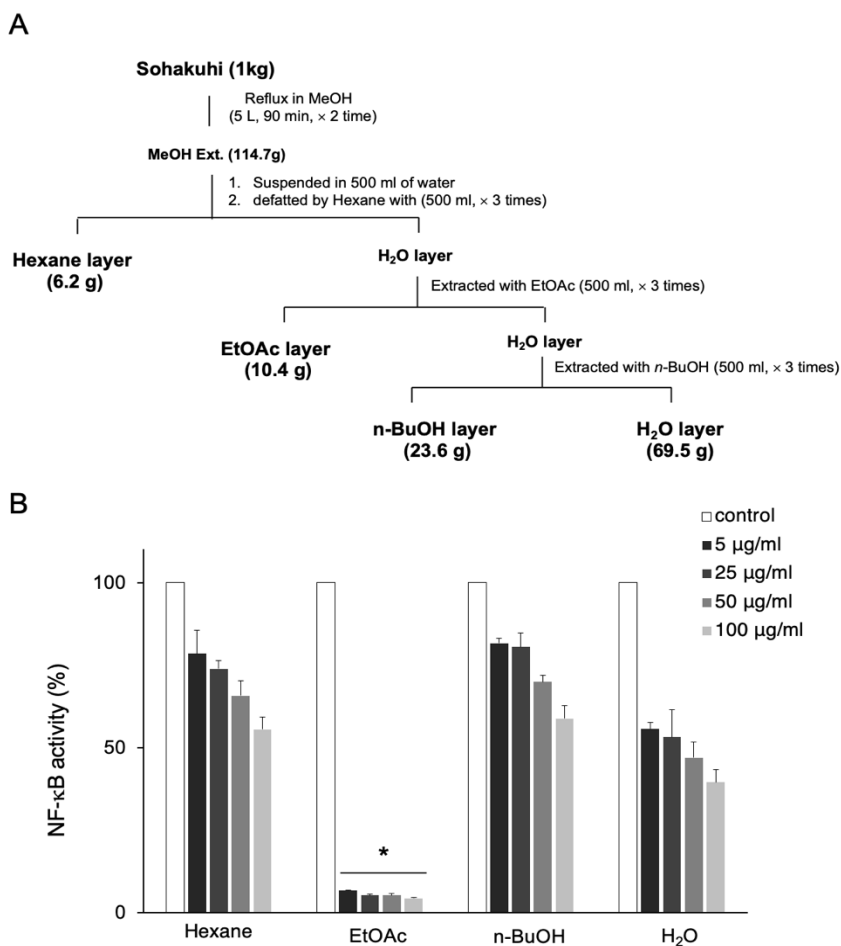 A
Sohakuhi (1kg)
Reflux in MeOH
(5 L, 90 min, × 2 time)
MeOH Ext. (114.7g)
1. Suspended in 500 ml of water
2. defatted by Hexane with (500 ml, × 3 times)
Hexane layer
(6.2 g)
H₂O layer
Extracted with EtOAc (500 ml, × 3 times)
EtOAc layer
(10.4 g)
H₂O layer
Extracted with n-BuOH (500 ml, × 3 times)
n-BuOH layer
(23.6 g)
H₂O layer
(69.5 g)
B
control
5 μg/ml
25 μg/ml
50 μg/ml
100 μg/ml
NF-κB activity (%)
100
50
0
*
Hexane
EtOAc
n-BuOH
H₂O